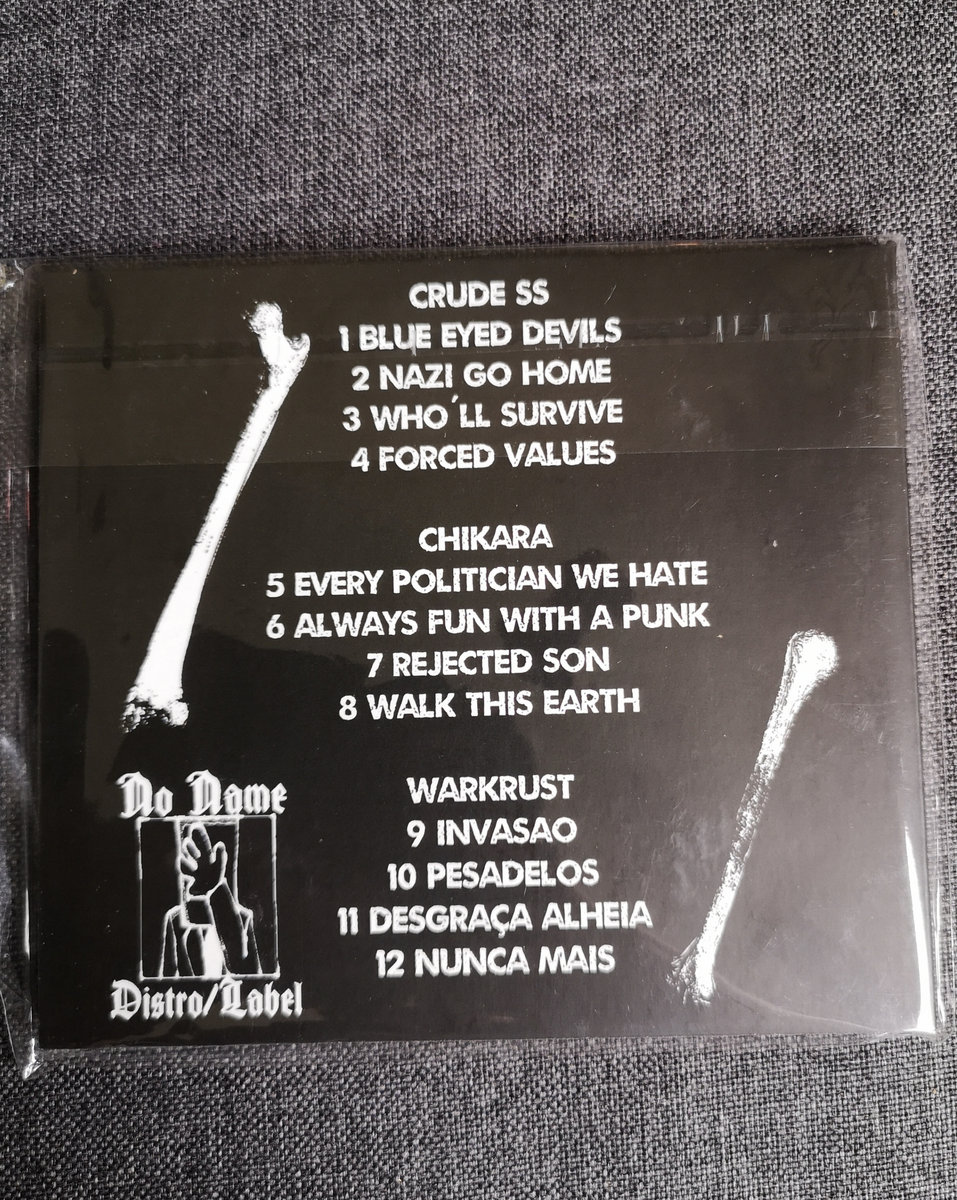 CRUDE SS
1 BLUE EYED DEVILS
2 NAZI GO HOME
3 WHO´LL SURVIVE
4 FORCED VALUES
CHIKARA
5 EVERY POLITICIAN WE HATE
6 ALWAYS FUN WITH A PUNK
7 REJECTED SON
8 WALK THIS EARTH
WARKRUST
9 INVASAO
10 PESADELOS
11 DESGRAÇA ALHEIA
12 NUNCA MAIS
No Name
Distro/Label